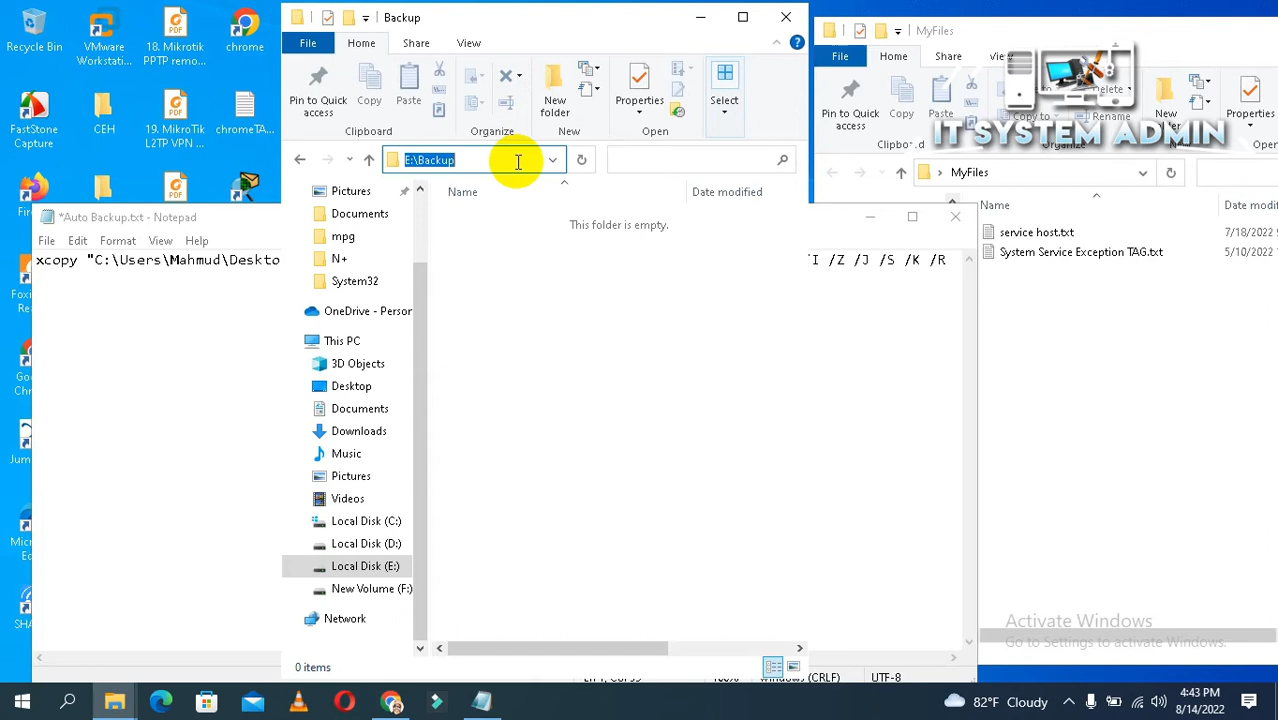 Recycle Bin
VMware
Workstati...
18. Mikrotik
PPTP remo...
chrome
FastStone
Capture
CEH
19. MikroTik
L2TP VPN ...
chromeTA...
*Auto Backup.txt - Notepad
File Edit Format View Help
xcopy "C:\Users\Mahmud\Deskto
/I /Z /J /S /K /R
Backup
File Home Share View
Pin to Quick
access
Copy
Paste
Clipboard
Organize
New
folder
New
Properties
Open
Select
E:\Backup
Name
Date modified
This folder is empty.
Pictures
Documents
mpg
N+
System32
OneDrive - Person
This PC
3D Objects
Desktop
Documents
Downloads
Music
Pictures
Videos
Local Disk (C:)
Local Disk (D:)
Local Disk (E:)
New Volume (F:)
Network
0 items
MyFiles
File Home Share View
Pin to Quick
access
Copy
Paste
Copy to
Delete
Rename
New
Properties
IT SYSTEM ADMIN
MyFiles
Name
Date modif
service host.txt
7/18/2022
System Service Exception TAG.txt
5/10/2022
Activate Windows
Go to Settings to activate Windows.
100%
Windows (CRLF)
UTF-8
82°F Cloudy
4:43 PM
8/14/2022